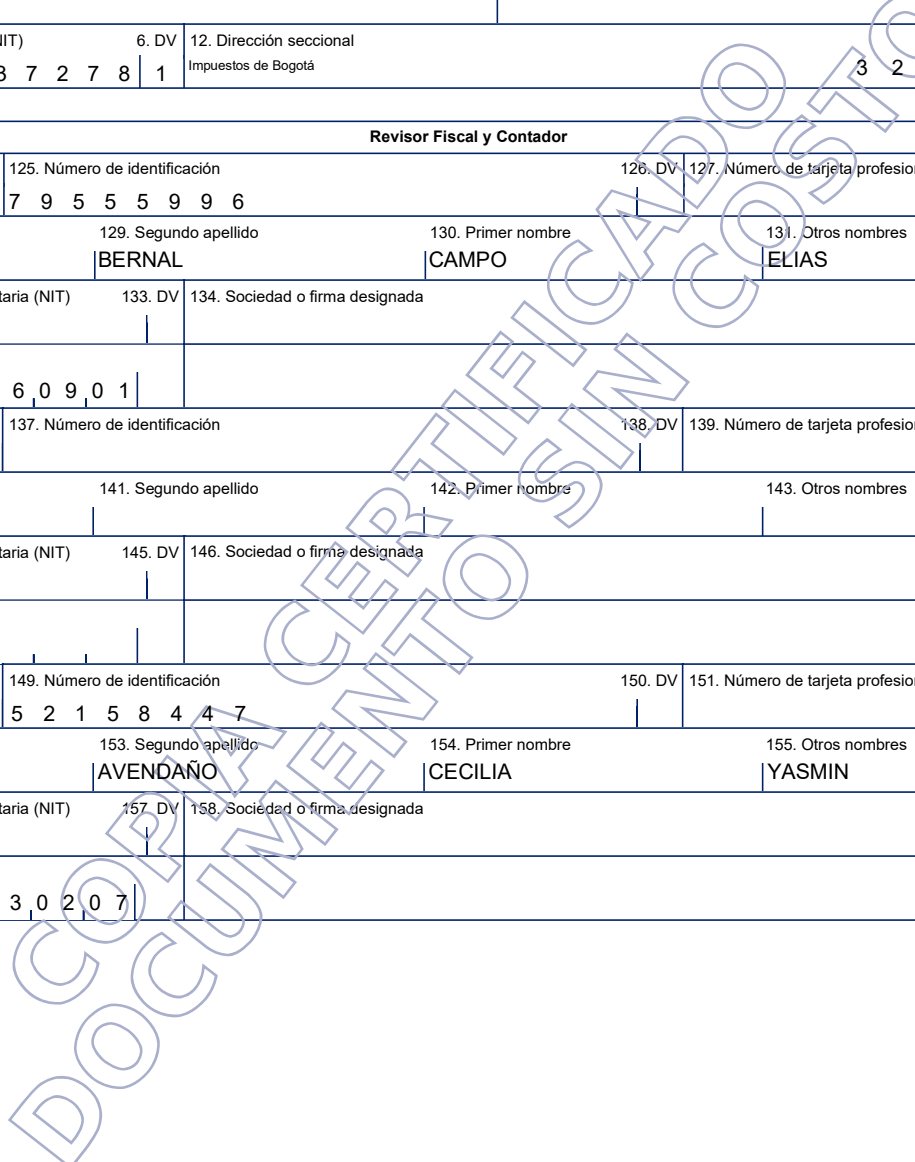 IIT) 6. DV 12. Dirección seccional
3 7 2 7 8 1 Impuestos de Bogotá 3 2
Revisor Fiscal y Contador
125. Número de identificación 126. DV 127. Número de tarjeta profesion
7 9 5 5 5 9 9 6
129. Segundo apellido 130. Primer nombre 131. Otros nombres
BERNAL CAMPO ELIAS
taria (NIT) 133. DV 134. Sociedad o firma designada
6 0 9 0 1
137. Número de identificación 138. DV 139. Número de tarjeta profesion
141. Segundo apellido 142. Primer nombre 143. Otros nombres
taria (NIT) 145. DV 146. Sociedad o firma designada
149. Número de identificación 150. DV 151. Número de tarjeta profesion
5 2 1 5 8 4 4 7
153. Segundo apellido 154. Primer nombre 155. Otros nombres
AVENDAÑO CECILIA YASMIN
taria (NIT) 157. DV 158. Sociedad o firma designada
3 0 2 0 7
COPIA CERTIFICADO
DOCUMENTO SIN COSTO